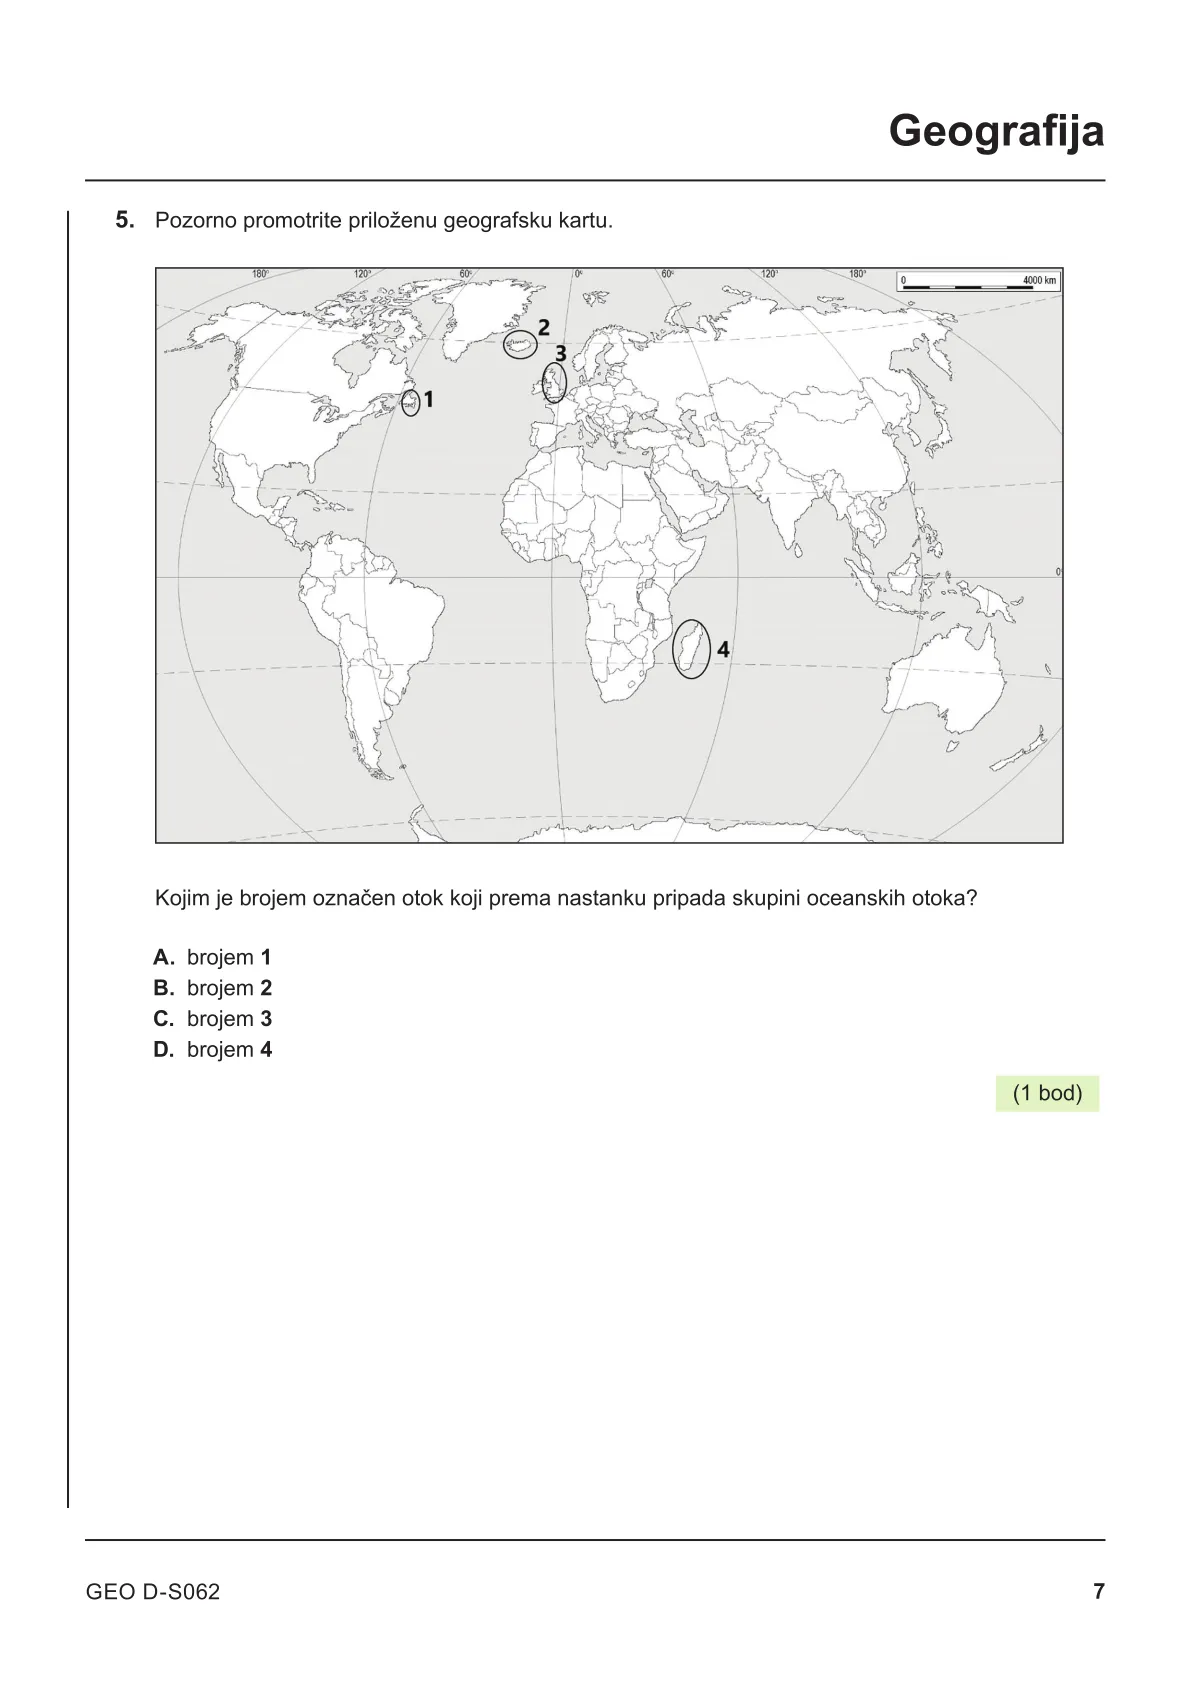 Geografija
5. Pozorno promotrite priloženu geografsku kartu.
180° 120° 60° 0° 60° 120° 180°
0 4000 km
2
3
1
0°
4
Kojim je brojem označen otok koji prema nastanku pripada skupini oceanskih otoka?
A. brojem 1
B. brojem 2
C. brojem 3
D. brojem 4
(1 bod)
GEO D-S062
7